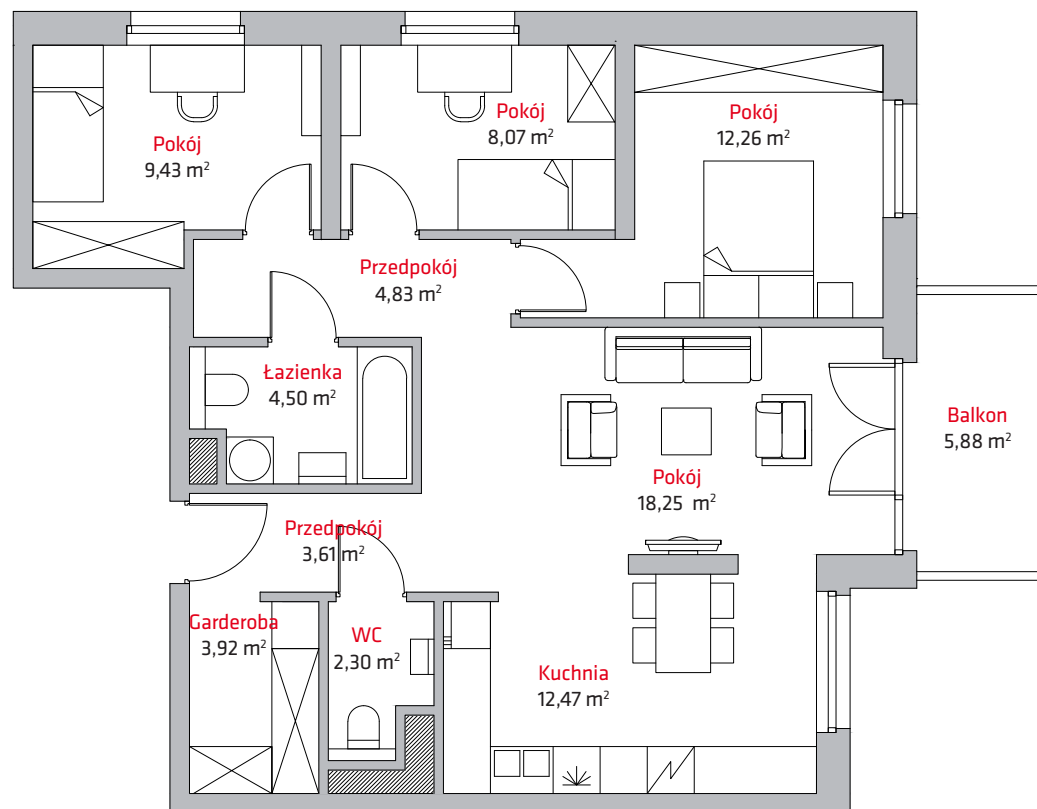 Pokój
9,43 m²
Pokój
8,07 m²
Pokój
12,26 m²
Przedpokój
4,83 m²
Łazienka
4,50 m²
Balkon
5,88 m²
Pokój
18,25 m²
Przedpokój
3,61 m²
Garderoba
3,92 m²
WC
2,30 m²
Kuchnia
12,47 m²